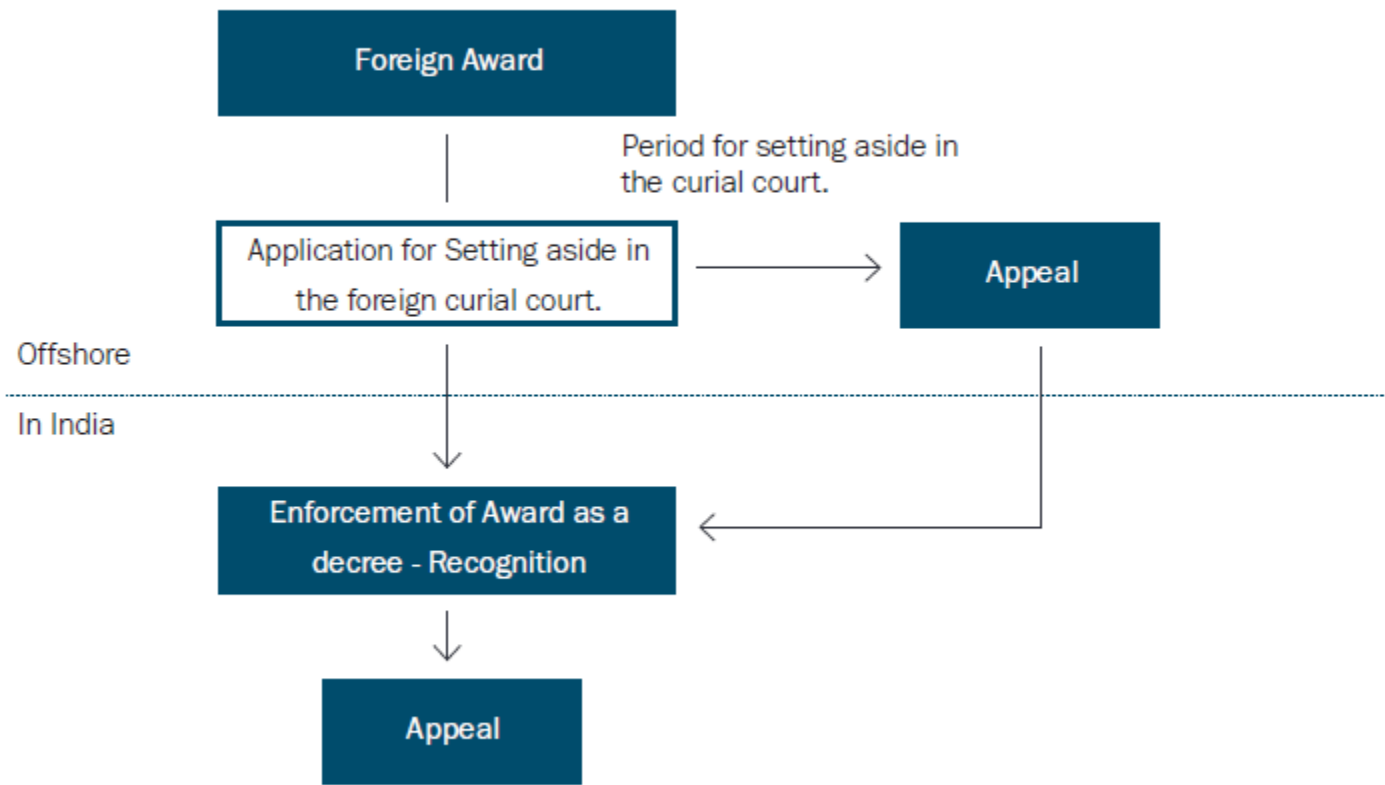 Foreign Award
Period for setting aside in
the curial court.
Application for Setting aside in
the foreign curial court.
Appeal
Offshore
In India
Enforcement of Award as a
decree - Recognition
Appeal